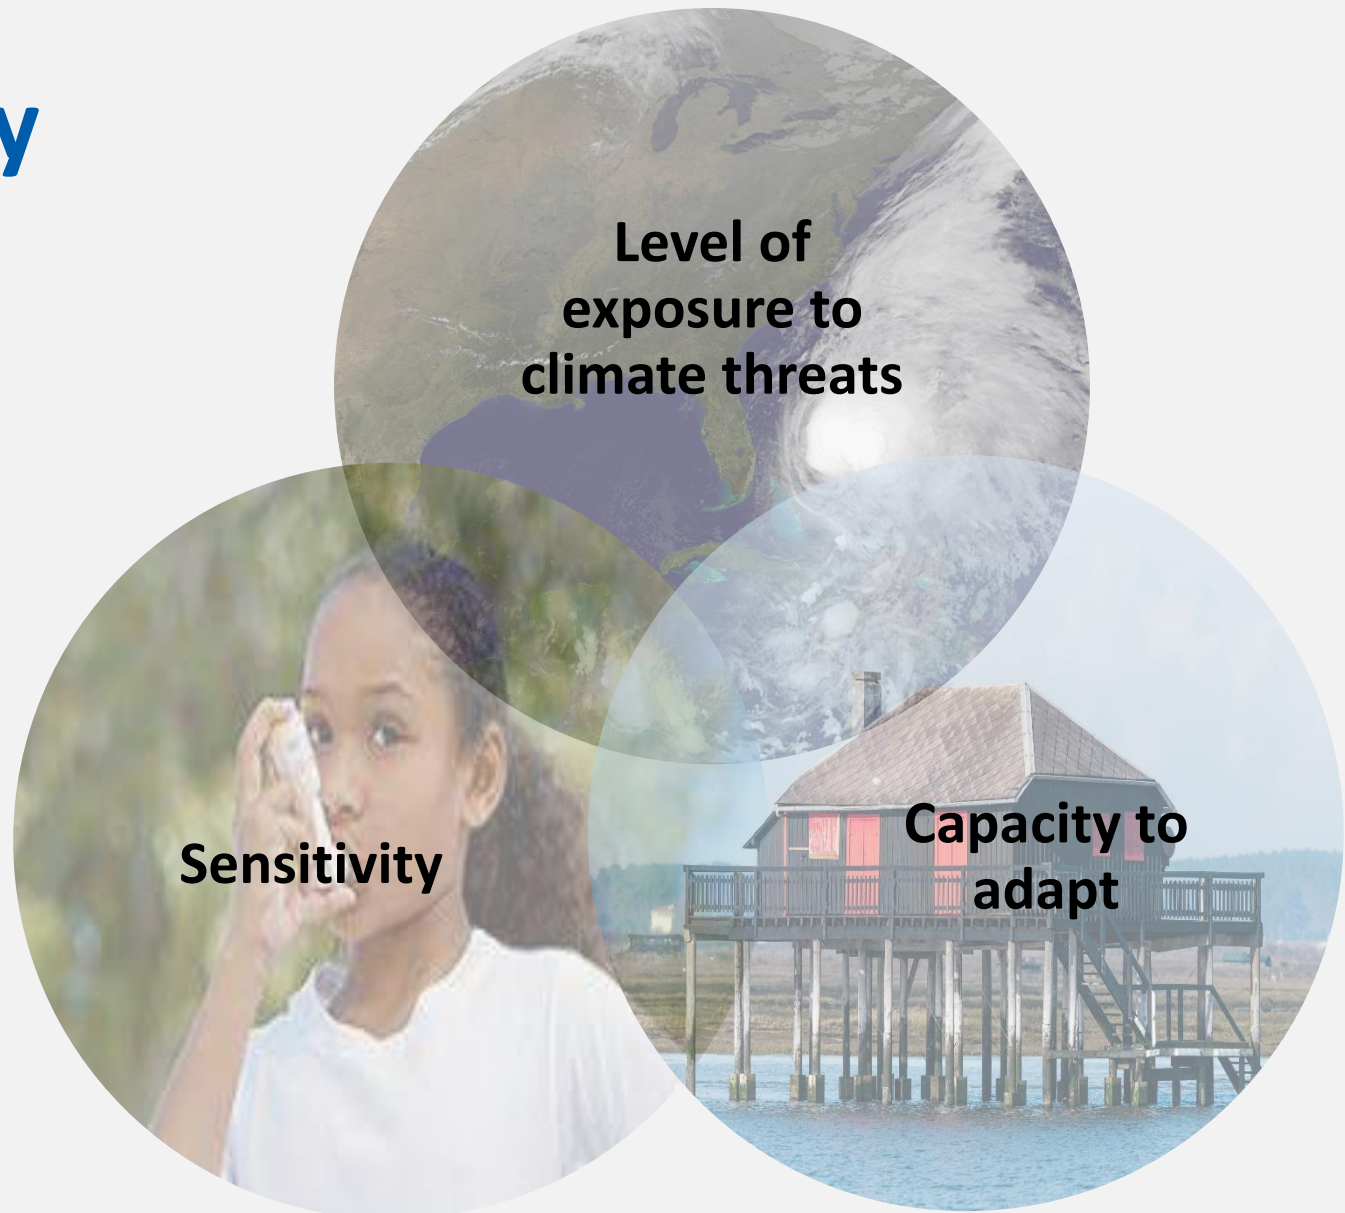 y
Level of
exposure to
climate threats
Sensitivity
Capacity to
adapt